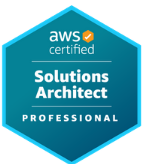 aws
certified
Solutions
Architect
PROFESSIONAL